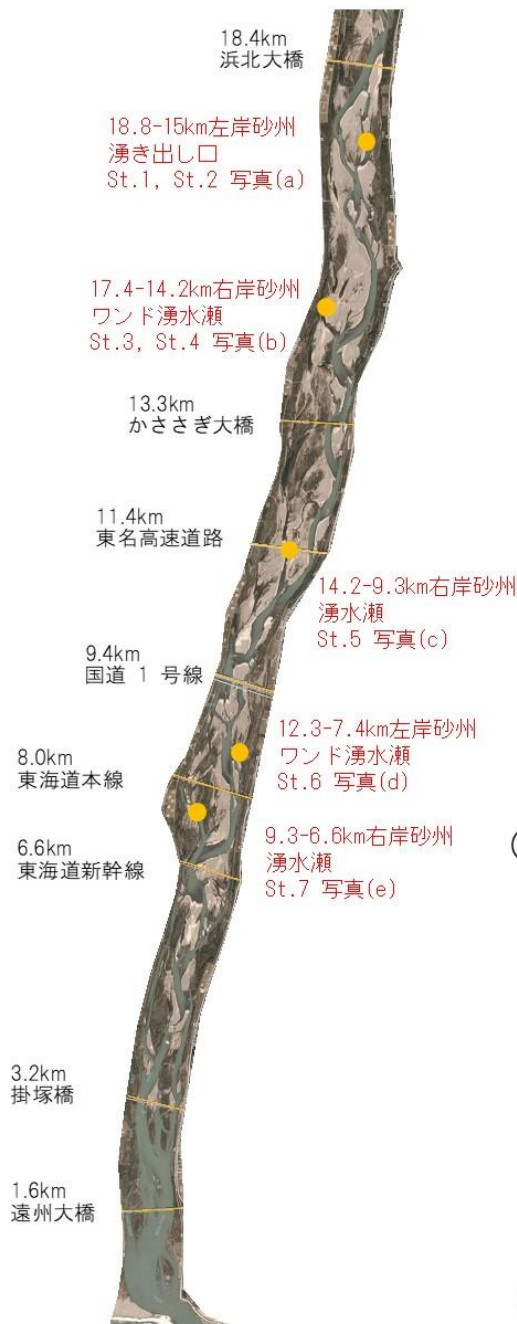 18.4km
浜北大橋
18.8-15km左岸砂州
湧き出し口
St.1, St.2 写真(a)
17.4-14.2km右岸砂州
ワンド湧水瀬
St.3, St.4 写真(b)
13.3km
かささぎ大橋
11.4km
東名高速道路
14.2-9.3km右岸砂州
湧水瀬
St.5 写真(c)
9.4km
国道 1 号線
12.3-7.4km左岸砂州
ワンド湧水瀬
St.6 写真(d)
8.0km
東海道本線
9.3-6.6km右岸砂州
湧水瀬
St.7 写真(e)
6.6km
東海道新幹線
3.2km
掛塚橋
1.6km
遠州大橋